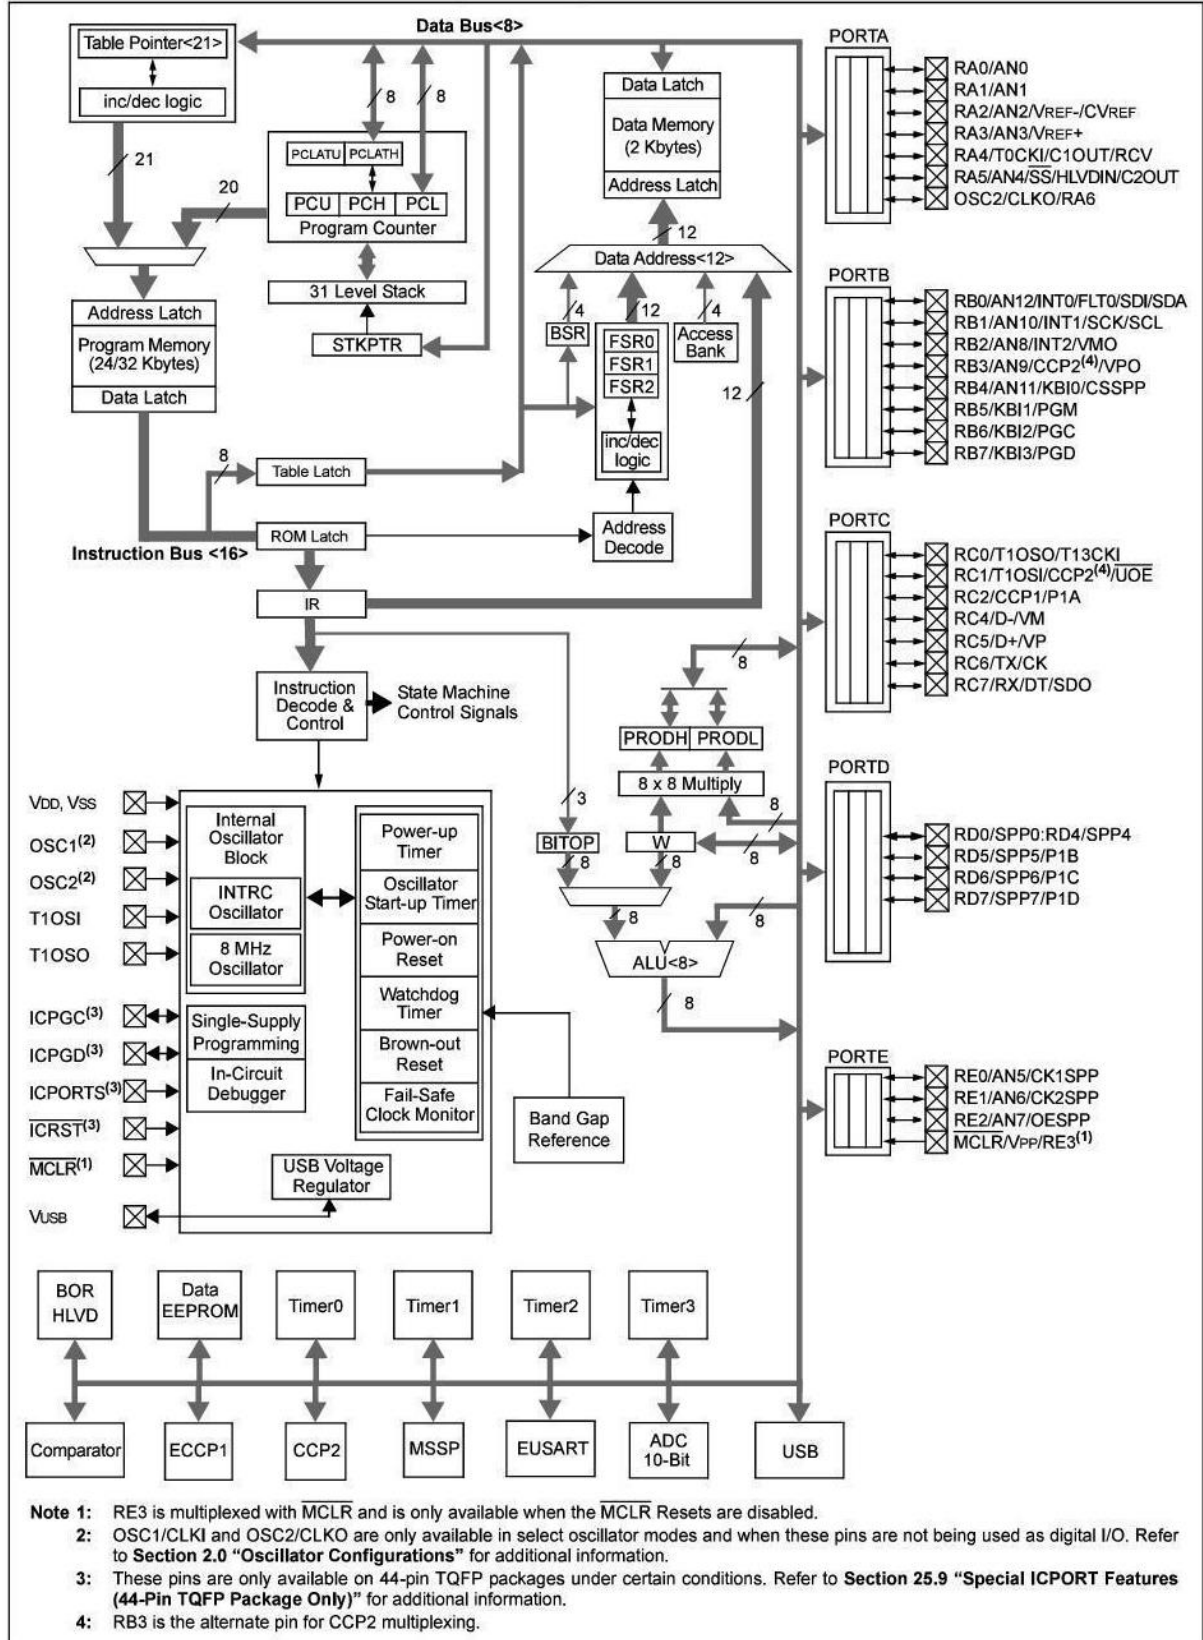 Data Bus<8>
Table Pointer<21>
inc/dec logic
21
20
8
8
PCLATU PCLATH
PCU PCH PCL
Program Counter
31 Level Stack
STKPTR
Address Latch
Program Memory
(24/32 Kbytes)
Data Latch
Data Latch
Data Memory
(2 Kbytes)
Address Latch
12
Data Address<12>
4
12
4
BSR
FSR0
FSR1
FSR2
inc/dec
logic
Access
Bank
12
8
Table Latch
ROM Latch
Instruction Bus <16>
Address
Decode
IR
Instruction
Decode &
Control
State Machine
Control Signals
8
PRODH PRODL
8 x 8 Multiply
8
3
BITOP
W
8
8
8
8
8
ALU<8>
8
VDD, VSS
OSC1(2)
OSC2(2)
T1OSI
T1OSO
ICPGC(3)
ICPGD(3)
ICPORTS(3)
I̅C̅R̅S̅T̅(3)
M̅C̅L̅R̅(1)
VUSB
Internal
Oscillator
Block
INTRC
Oscillator
8 MHz
Oscillator
Single-Supply
Programming
In-Circuit
Debugger
Power-up
Timer
Oscillator
Start-up Timer
Power-on
Reset
Watchdog
Timer
Brown-out
Reset
Fail-Safe
Clock Monitor
USB Voltage
Regulator
Band Gap
Reference
PORTA
RA0/AN0
RA1/AN1
RA2/AN2/VREF-/CVREF
RA3/AN3/VREF+
RA4/T0CKI/C1OUT/RCV
RA5/AN4/S̅S̅/HLVDIN/C2OUT
OSC2/CLKO/RA6
PORTB
RB0/AN12/INT0/FLT0/SDI/SDA
RB1/AN10/INT1/SCK/SCL
RB2/AN8/INT2/VMO
RB3/AN9/CCP2(4)/VPO
RB4/AN11/KBI0/CSSPP
RB5/KBI1/PGM
RB6/KBI2/PGC
RB7/KBI3/PGD
PORTC
RC0/T1OSO/T13CKI
RC1/T1OSI/CCP2(4)/U̅O̅E̅
RC2/CCP1/P1A
RC4/D-/VM
RC5/D+/VP
RC6/TX/CK
RC7/RX/DT/SDO
PORTD
RD0/SPP0:RD4/SPP4
RD5/SPP5/P1B
RD6/SPP6/P1C
RD7/SPP7/P1D
PORTE
RE0/AN5/CK1SPP
RE1/AN6/CK2SPP
RE2/AN7/OESPP
M̅C̅L̅R̅/VPP/RE3(1)
BOR
HLVD
Data
EEPROM
Timer0
Timer1
Timer2
Timer3
Comparator
ECCP1
CCP2
MSSP
EUSART
ADC
10-Bit
USB
Note 1: RE3 is multiplexed with M̅C̅L̅R̅ and is only available when the M̅C̅L̅R̅ Resets are disabled.
2: OSC1/CLKI and OSC2/CLKO are only available in select oscillator modes and when these pins are not being used as digital I/O. Refer
to Section 2.0 “Oscillator Configurations” for additional information.
3: These pins are only available on 44-pin TQFP packages under certain conditions. Refer to Section 25.9 “Special ICPORT Features
(44-Pin TQFP Package Only)” for additional information.
4: RB3 is the alternate pin for CCP2 multiplexing.